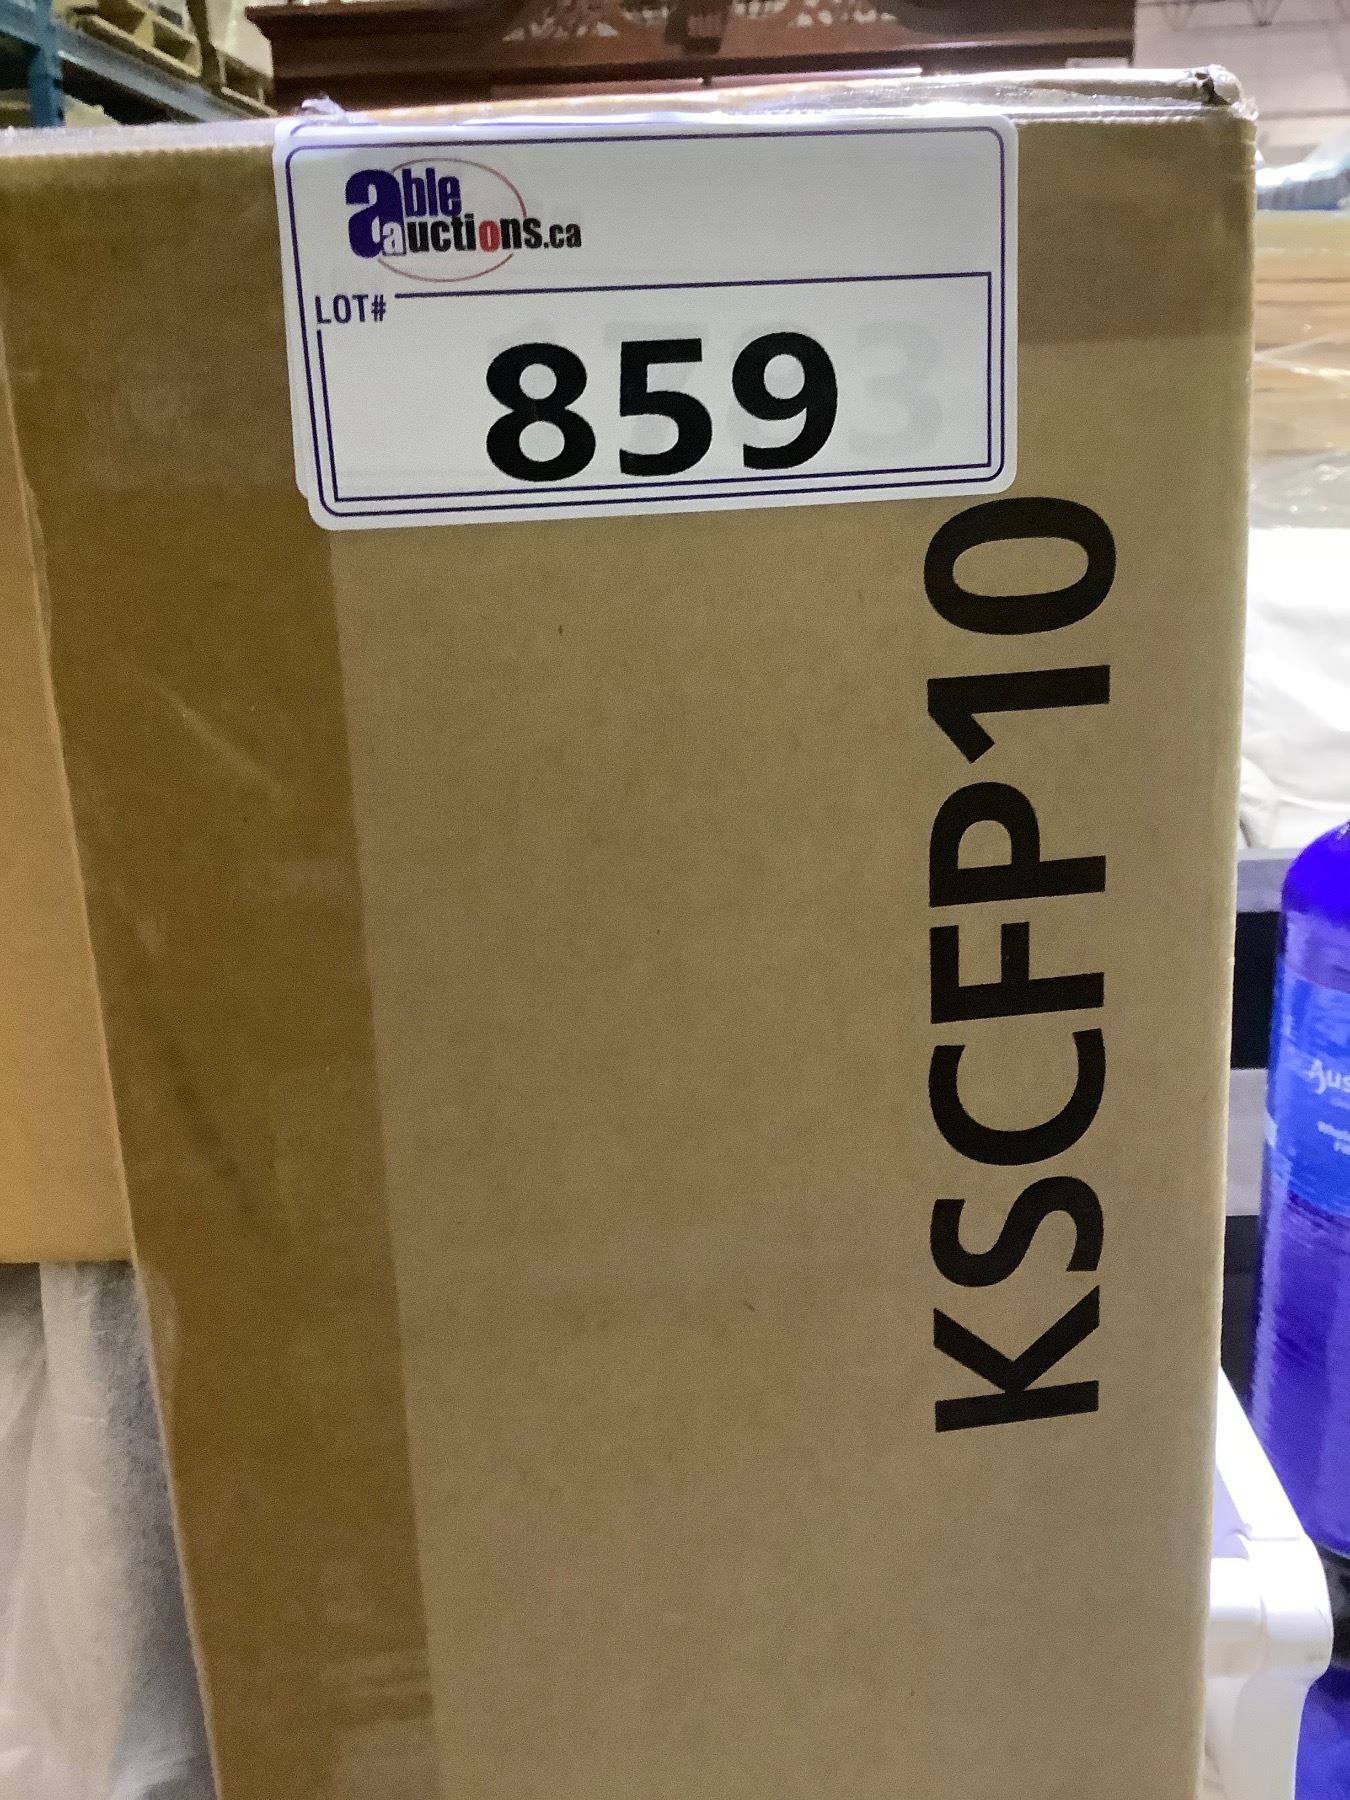 able
auctions.ca
LOT#
859
KSCFP10